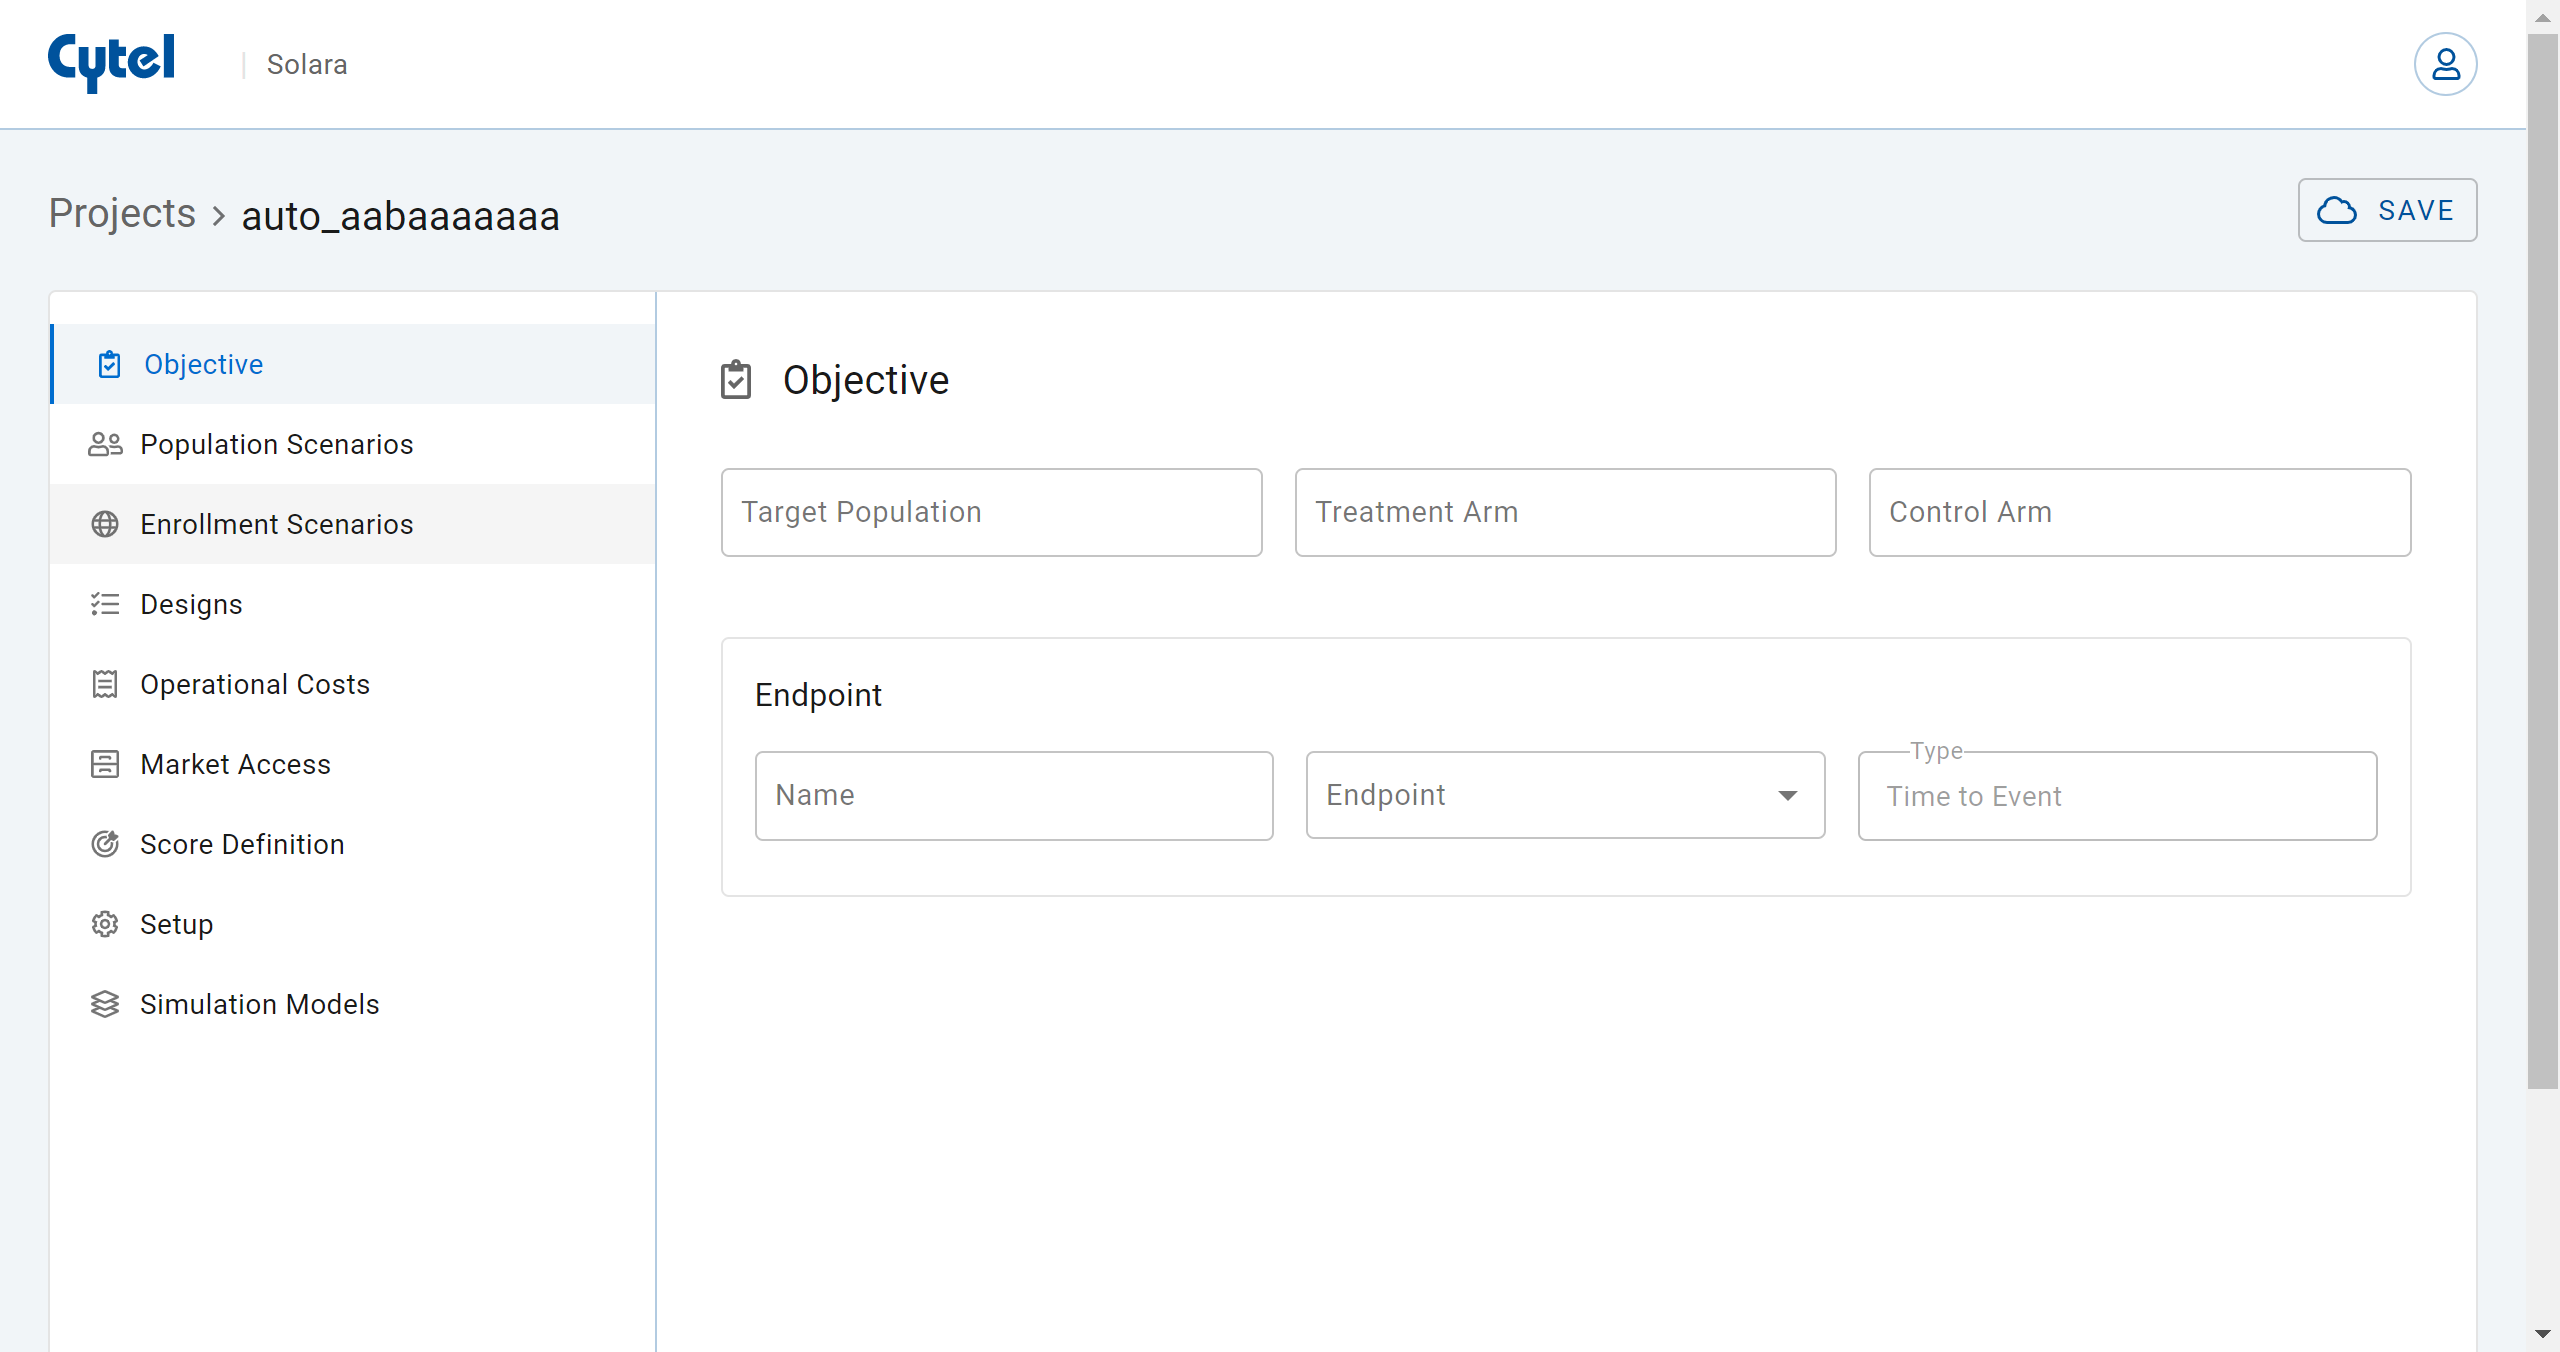 Cytel
Solara
Projects > auto_aabaaaaaaa
SAVE
Objective
Population Scenarios
Enrollment Scenarios
Designs
Operational Costs
Market Access
Score Definition
Setup
Simulation Models
Objective
Target Population
Treatment Arm
Control Arm
Endpoint
Name
Endpoint
Type
Time to Event